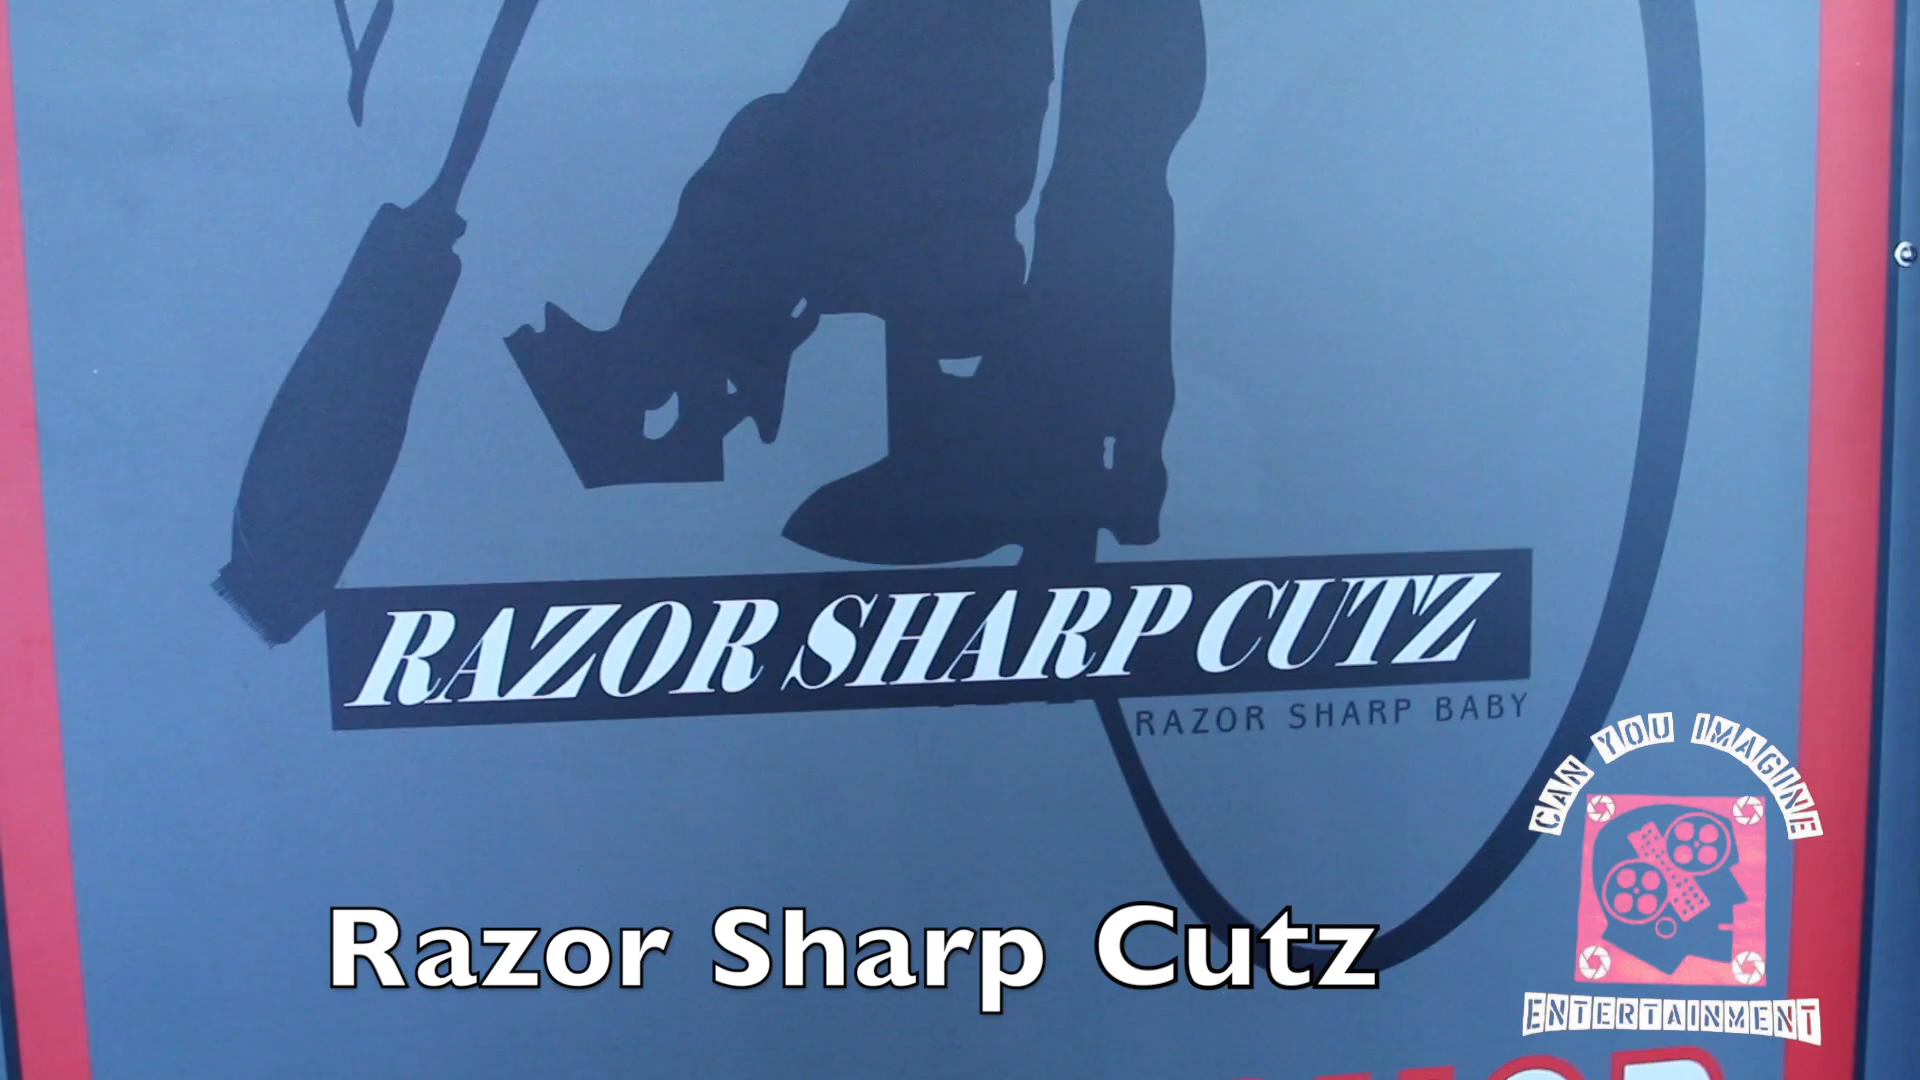 RAZOR SHARP CUTZ
RAZOR SHARP BABY
CAN YOU IMAGINE
ENTERTAINMENT
Razor Sharp Cutz